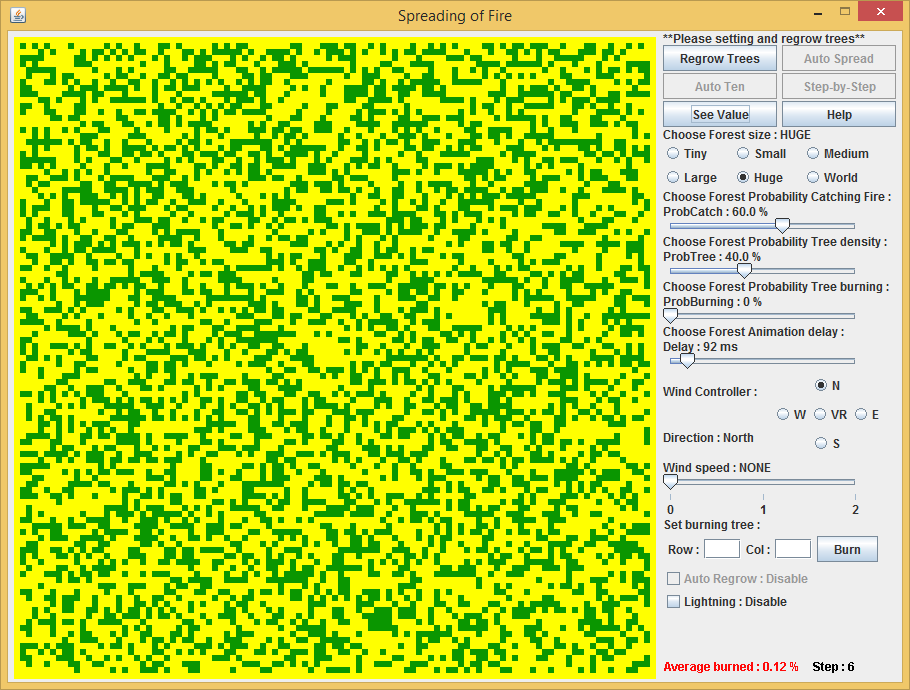 Spreading of Fire
**Please setting and regrow trees**
Regrow Trees Auto Spread
Auto Ten Step-by-Step
See Value Help
Choose Forest size : HUGE
Tiny Small Medium
Large Huge World
Choose Forest Probability Catching Fire :
ProbCatch : 60.0 %
Choose Forest Probability Tree density :
ProbTree : 40.0 %
Choose Forest Probability Tree burning :
ProbBurning : 0 %
Choose Forest Animation delay :
Delay : 92 ms
N
Wind Controller :
W VR E
Direction : North
S
Wind speed : NONE
0 1 2
Set burning tree :
Row : Col : Burn
Auto Regrow : Disable
Lightning : Disable
Average burned : 0.12 % Step : 6